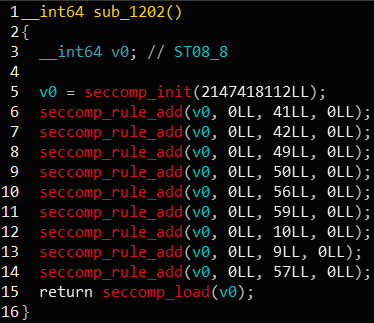 1 __int64 sub_1202()
2 {
3   __int64 v0; // ST08_8
4
5   v0 = seccomp_init(2147418112LL);
6   seccomp_rule_add(v0, 0LL, 41LL, 0LL);
7   seccomp_rule_add(v0, 0LL, 42LL, 0LL);
8   seccomp_rule_add(v0, 0LL, 49LL, 0LL);
9   seccomp_rule_add(v0, 0LL, 50LL, 0LL);
10   seccomp_rule_add(v0, 0LL, 56LL, 0LL);
11   seccomp_rule_add(v0, 0LL, 59LL, 0LL);
12   seccomp_rule_add(v0, 0LL, 10LL, 0LL);
13   seccomp_rule_add(v0, 0LL, 9LL, 0LL);
14   seccomp_rule_add(v0, 0LL, 57LL, 0LL);
15   return seccomp_load(v0);
16 }